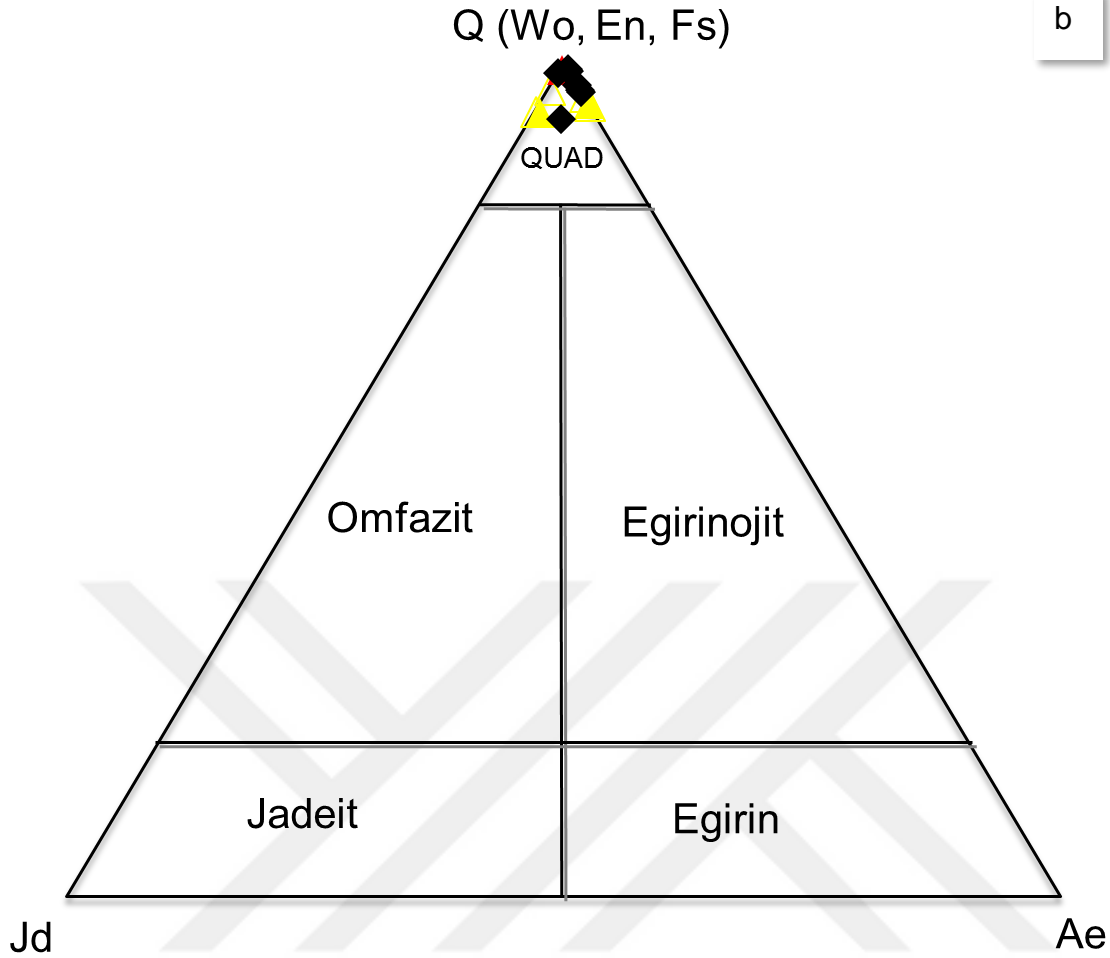 b
Q (Wo, En, Fs)
QUAD
Omfazit
Egirinojit
Jadeit
Egirin
Jd
Ae